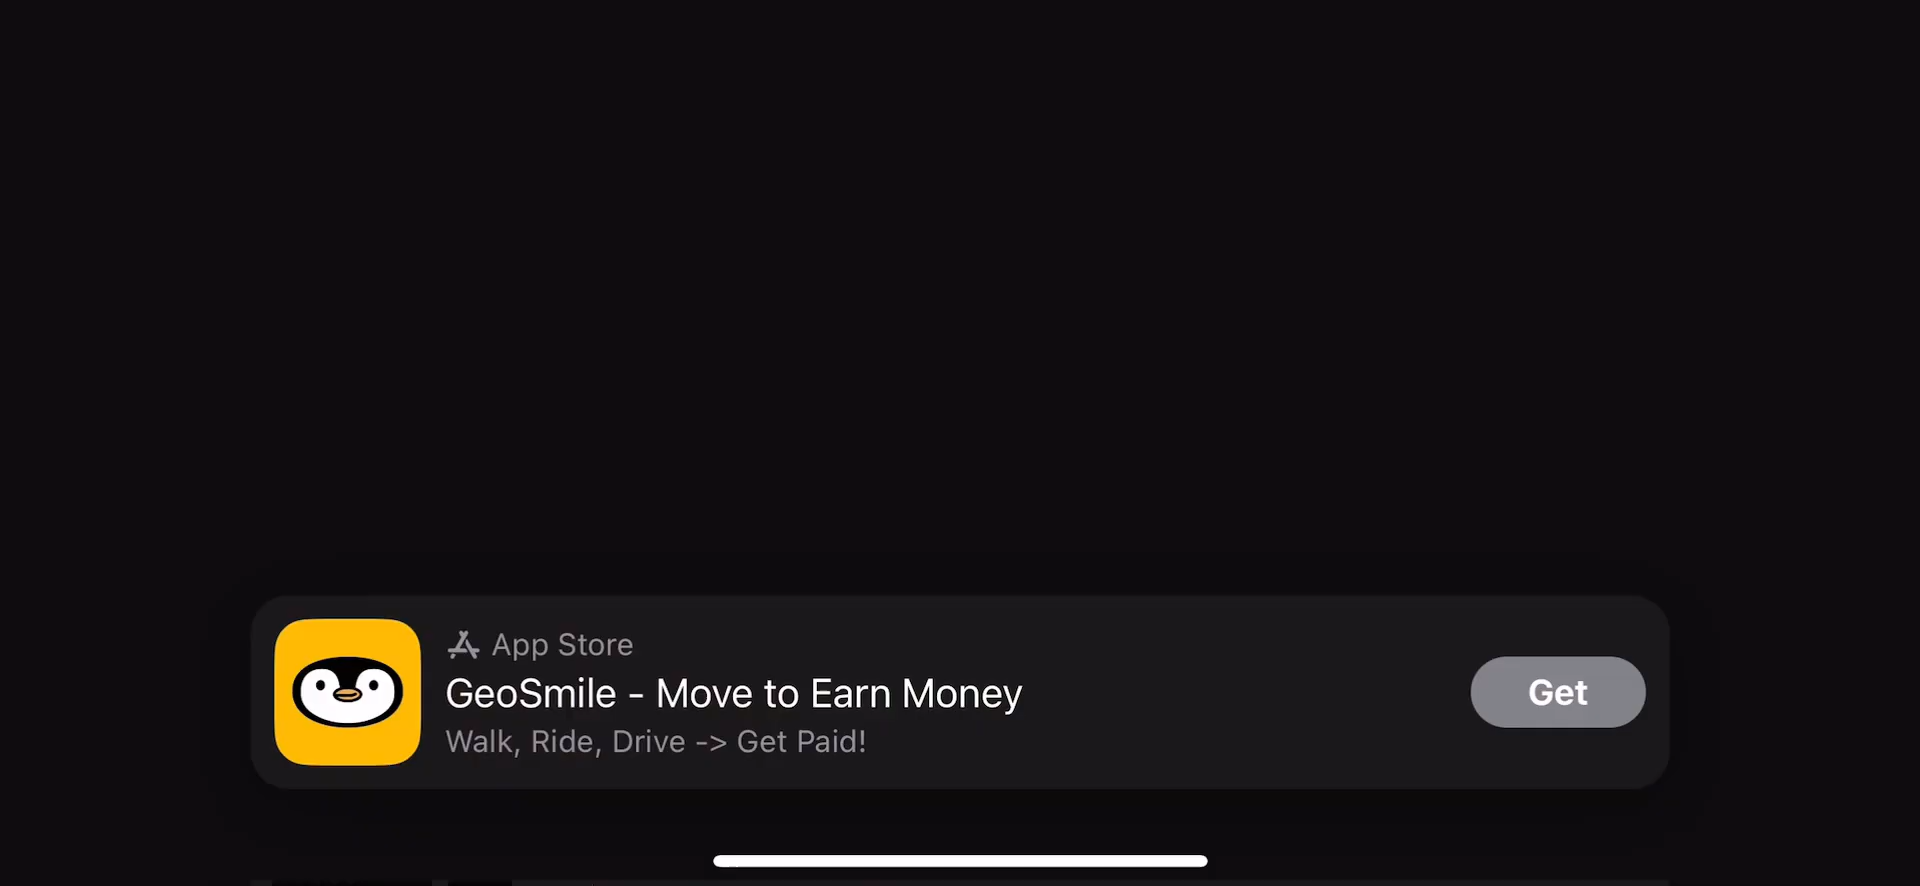 App Store
GeoSmile - Move to Earn Money
Walk, Ride, Drive -> Get Paid!
Get